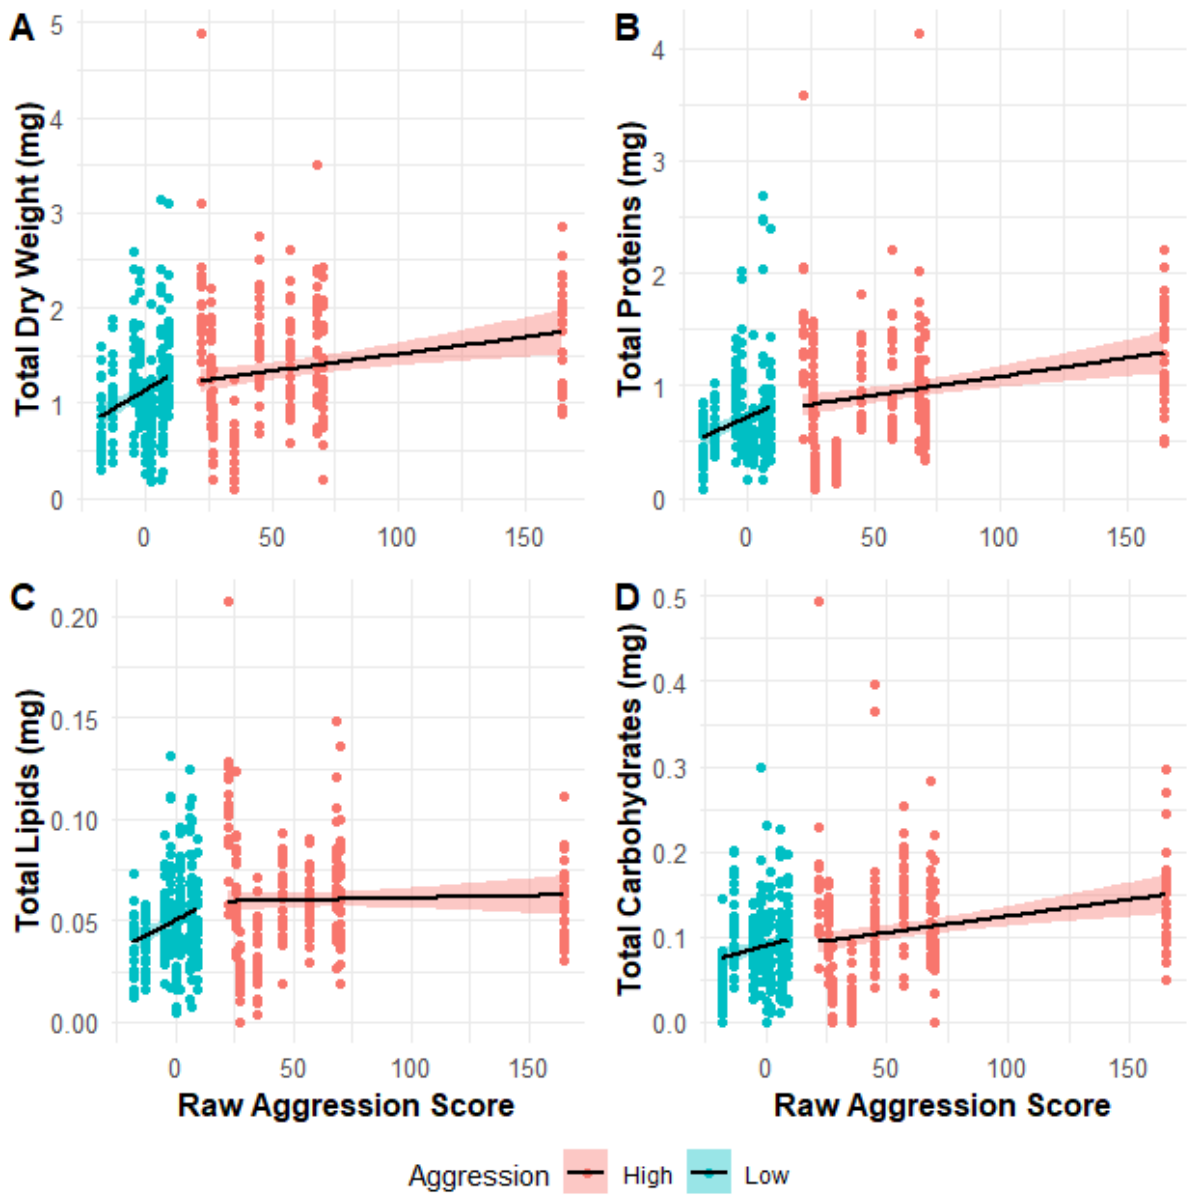 A
Total Dry Weight (mg)
5
4
3
2
1
0
0 50 100 150
B
Total Proteins (mg)
4
3
2
1
0
0 50 100 150
C
Total Lipids (mg)
0.20
0.15
0.10
0.05
0.00
0 50 100 150
Raw Aggression Score
D
Total Carbohydrates (mg)
0.5
0.4
0.3
0.2
0.1
0.0
0 50 100 150
Raw Aggression Score
Aggression High Low